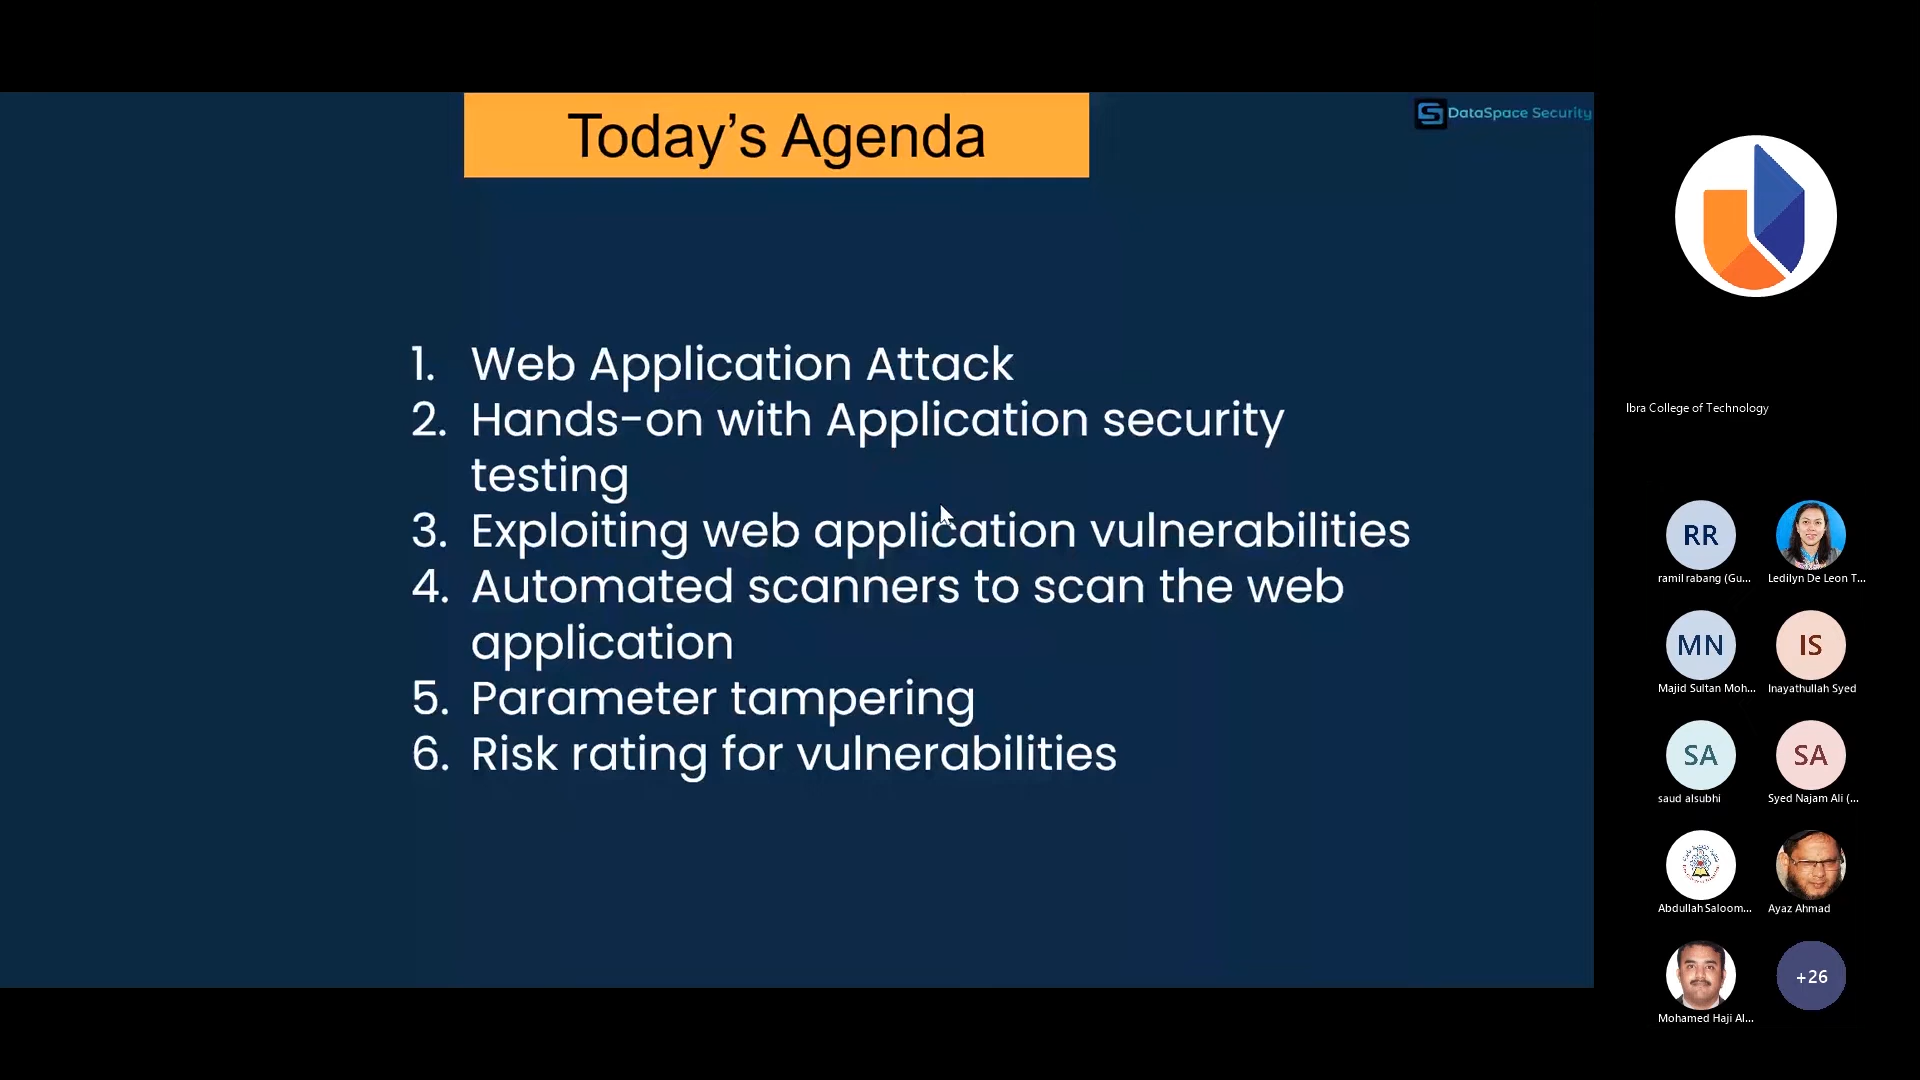 Today's Agenda
DataSpace Security
1. Web Application Attack
2. Hands-on with Application security
testing
3. Exploiting web application vulnerabilities
4. Automated scanners to scan the web
application
5. Parameter tampering
6. Risk rating for vulnerabilities
Ibra College of Technology
RR
ramil rabang (Gu...
Ledilyn De Leon T...
MN
Majid Sultan Moh...
IS
Inayathullah Syed
SA
saud alsubhi
SA
Syed Najam Ali (...
Abdullah Saloom...
Ayaz Ahmad
Mohamed Haji Al...
+26